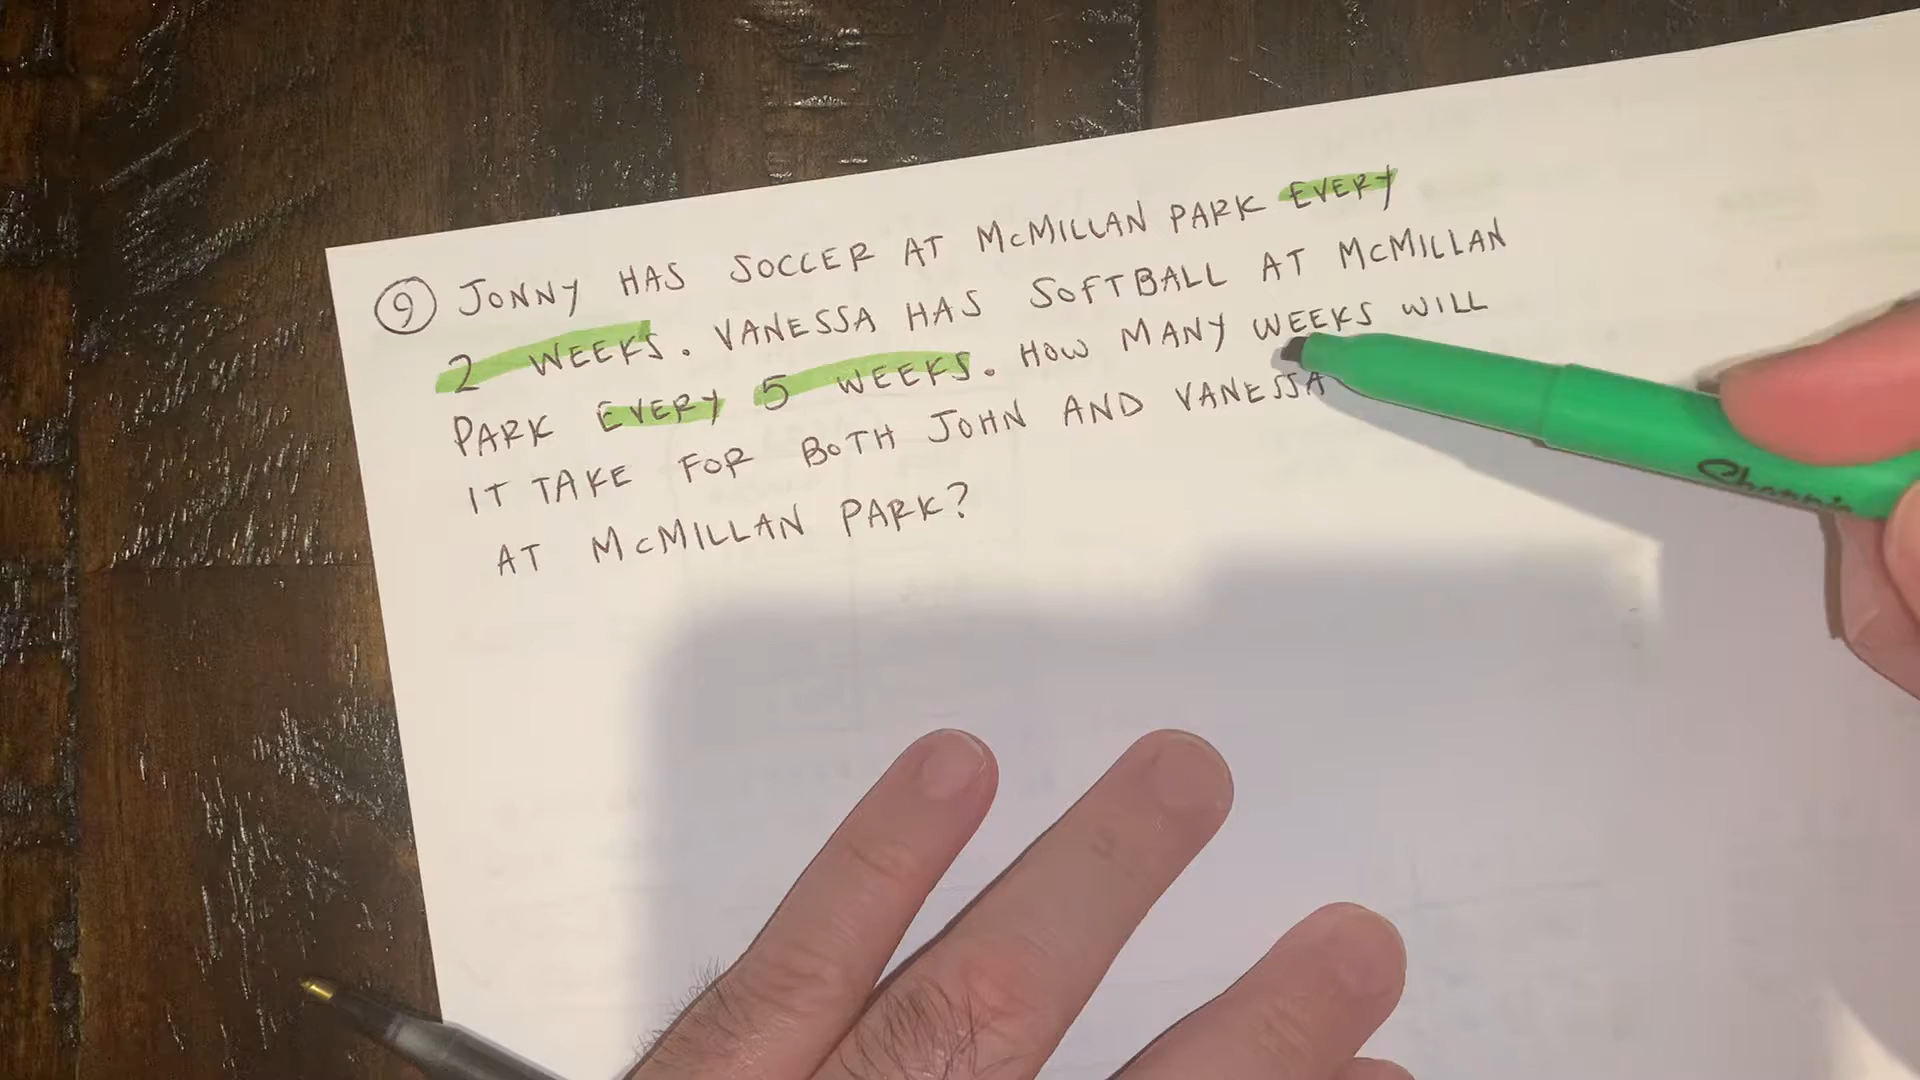 9 JONNY HAS SOCCER AT McMILLAN PARK EVERY
2 WEEKS. VANESSA HAS SOFTBALL AT McMILLAN
PARK EVERY 5 WEEKS. HOW MANY WEEKS WILL
IT TAKE FOR BOTH JOHN AND VANESSA
AT McMILLAN PARK?